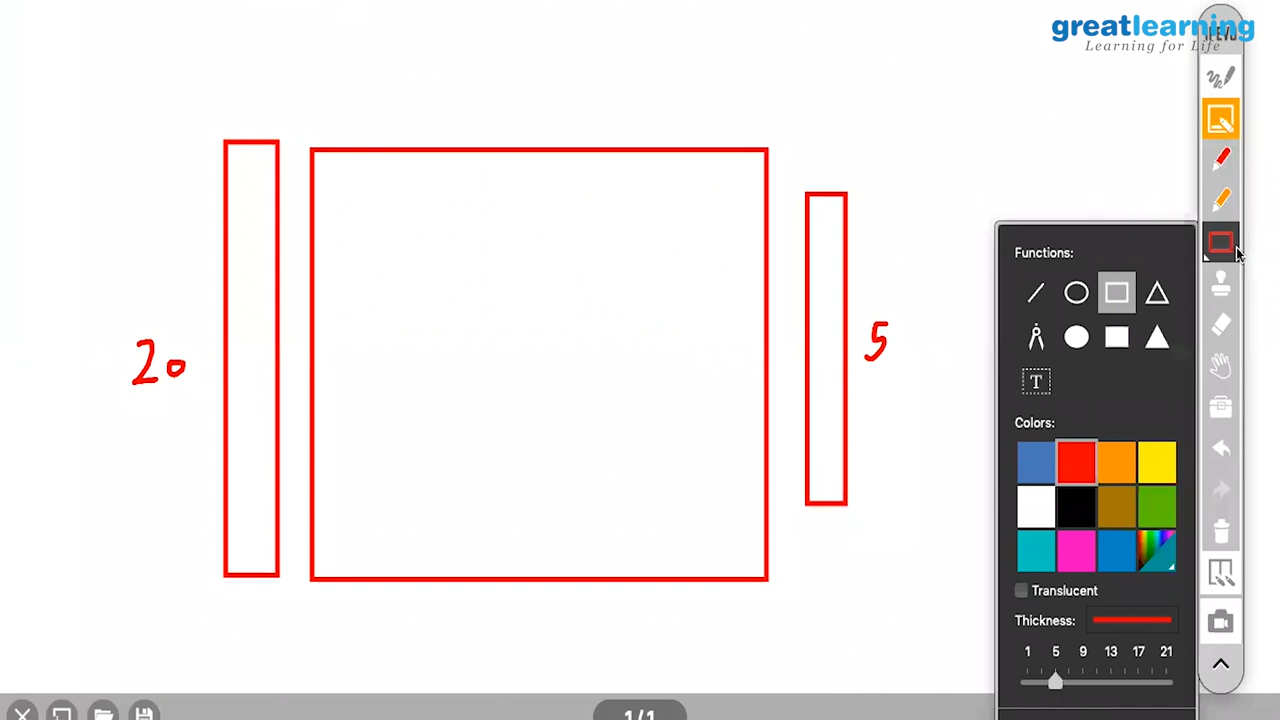 greatlearning
Learning for Life
20
5
Functions:
T
Colors:
Translucent
Thickness:
1 5 9 13 17 21
1/1